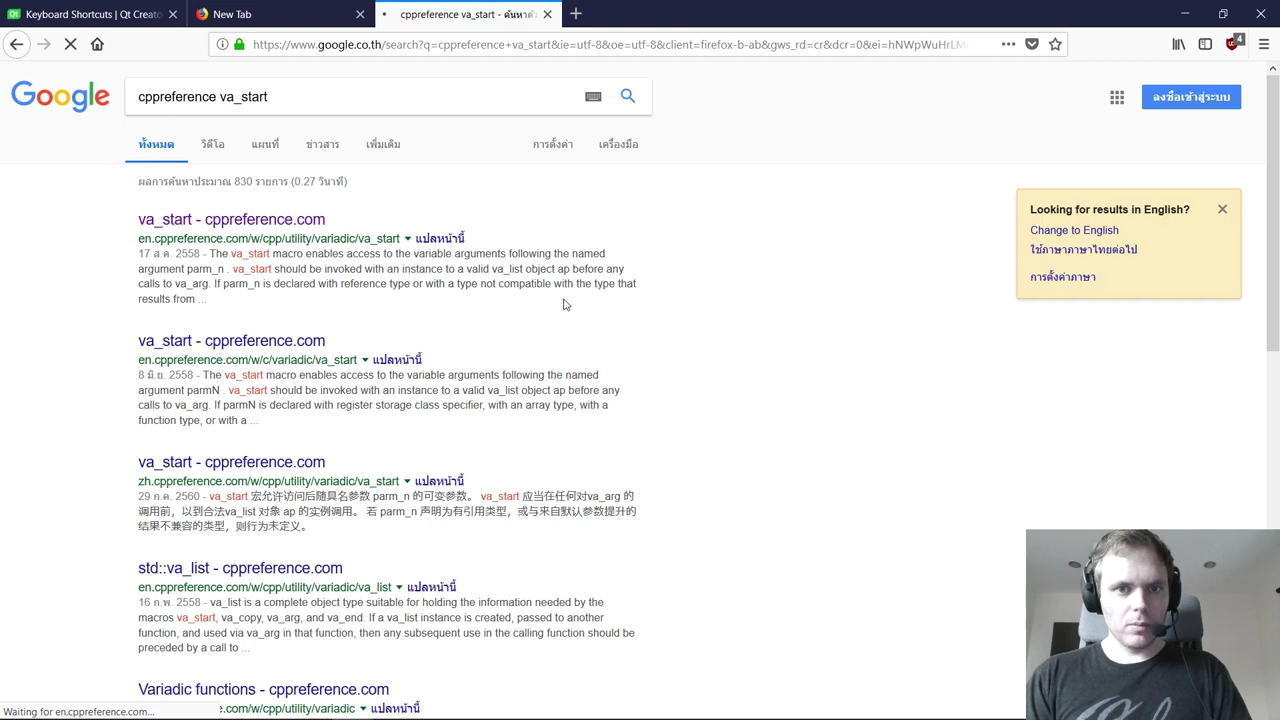 Keyboard Shortcuts | Qt Creato
New Tab
cppreference va_start - ค้นหาด้
https://www.google.co.th/search?q=cppreference+va_start&ie=utf-8&oe=utf-8&client=firefox-b-ab&gws_rd=cr&dcr=0&ei=hNWpWuHrLM
4
Google
cppreference va_start
ลงชื่อเข้าสู่ระบบ
ทั้งหมด วิดีโอ แผนที่ ข่าวสาร เพิ่มเติม การตั้งค่า เครื่องมือ
ผลการค้นหาประมาณ 830 รายการ (0.27 วินาที)
Looking for results in English?
Change to English
ใช้ภาษาภาษาไทยต่อไป
การตั้งค่าภาษา
va_start - cppreference.com
en.cppreference.com/w/cpp/utility/variadic/va_start แปลหน้านี้
17 ส.ค. 2558 - The va_start macro enables access to the variable arguments following the named
argument parm_n . va_start should be invoked with an instance to a valid va_list object ap before any
calls to va_arg. If parm_n is declared with reference type or with a type not compatible with the type that
results from ...
va_start - cppreference.com
en.cppreference.com/w/c/variadic/va_start แปลหน้านี้
8 มิ.ย. 2558 - The va_start macro enables access to the variable arguments following the named
argument parmN . va_start should be invoked with an instance to a valid va_list object ap before any
calls to va_arg. If parmN is declared with register storage class specifier, with an array type, with a
function type, or with a ...
va_start - cppreference.com
zh.cppreference.com/w/cpp/utility/variadic/va_start แปลหน้านี้
29 ก.ค. 2560 - va_start 宏允许访问后随具名参数 parm_n 的可变参数。 va_start 应当在任何对va_arg 的
调用前，以到合法va_list 对象 ap 的实例调用。 若 parm_n 声明为有引用类型，或与来自默认参数提升的
结果不兼容的类型，则行为未定义。
std::va_list - cppreference.com
en.cppreference.com/w/cpp/utility/variadic/va_list แปลหน้านี้
16 ก.พ. 2558 - va_list is a complete object type suitable for holding the information needed by the
macros va_start, va_copy, va_arg, and va_end. If a va_list instance is created, passed to another
function, and used via va_arg in that function, then any subsequent use in the calling function should be
preceded by a call to ...
Variadic functions - cppreference.com
.com/w/cpp/utility/variadic แปลหน้านี้
Waiting for en.cppreference.com...